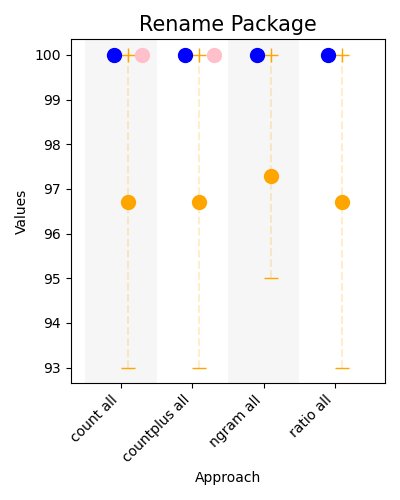 Rename Package
100
99
98
97
96
95
94
93
Values
count all
countplus all
ngram all
ratio all
Approach